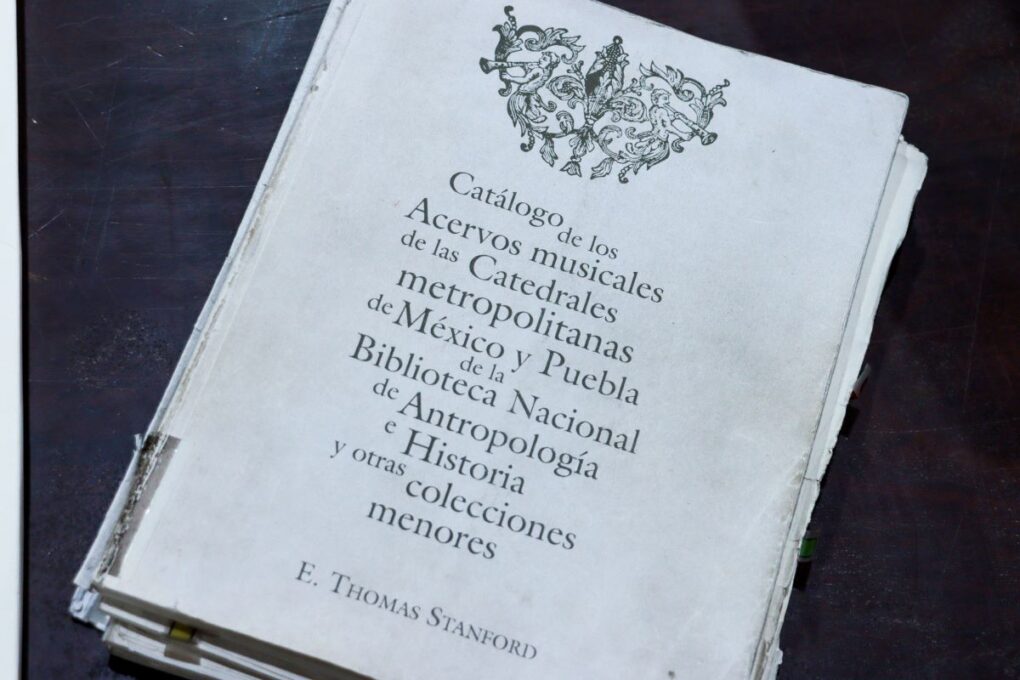 Catálogo
de los
Acervos musicales
de las Catedrales
metropolitanas
de México y Puebla
de la
Biblioteca Nacional
de Antropología
e Historia
y otras
colecciones
menores
E. THOMAS STANFORD